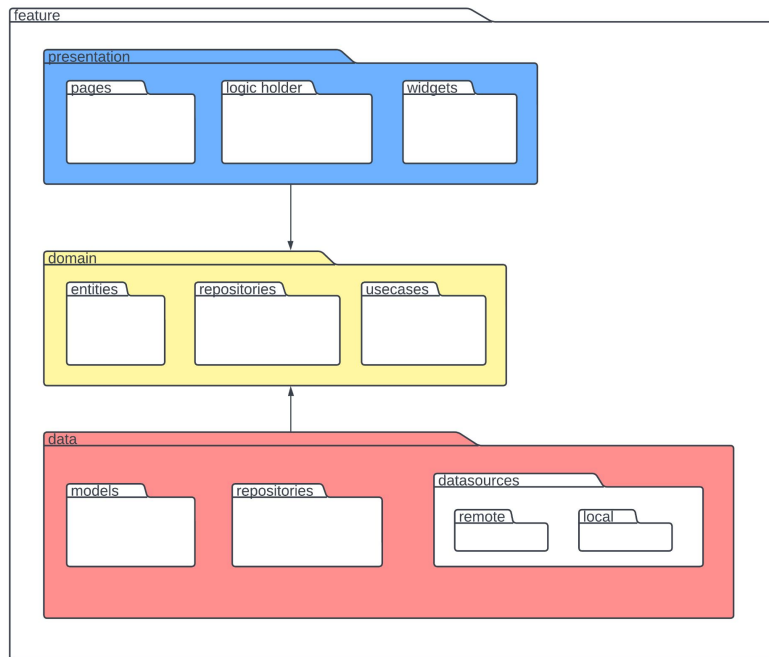 feature
presentation
pages
logic holder
widgets
domain
entities
repositories
usecases
data
models
repositories
datasources
remote
local